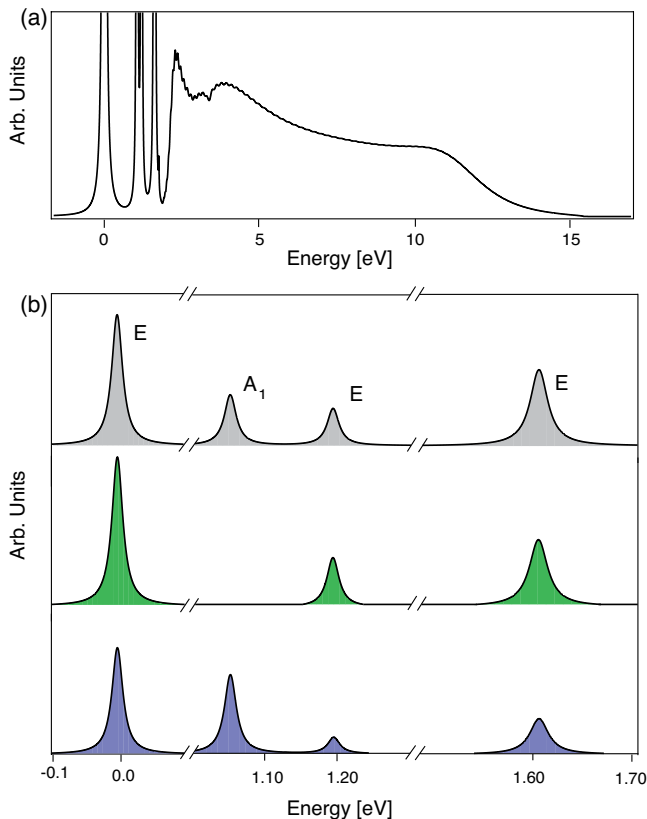 (a)
Arb. Units
0 5 10 15
Energy [eV]
(b)
E A1 E E
Arb. Units
-0.1 0.0 1.10 1.20 1.60 1.70
Energy [eV]